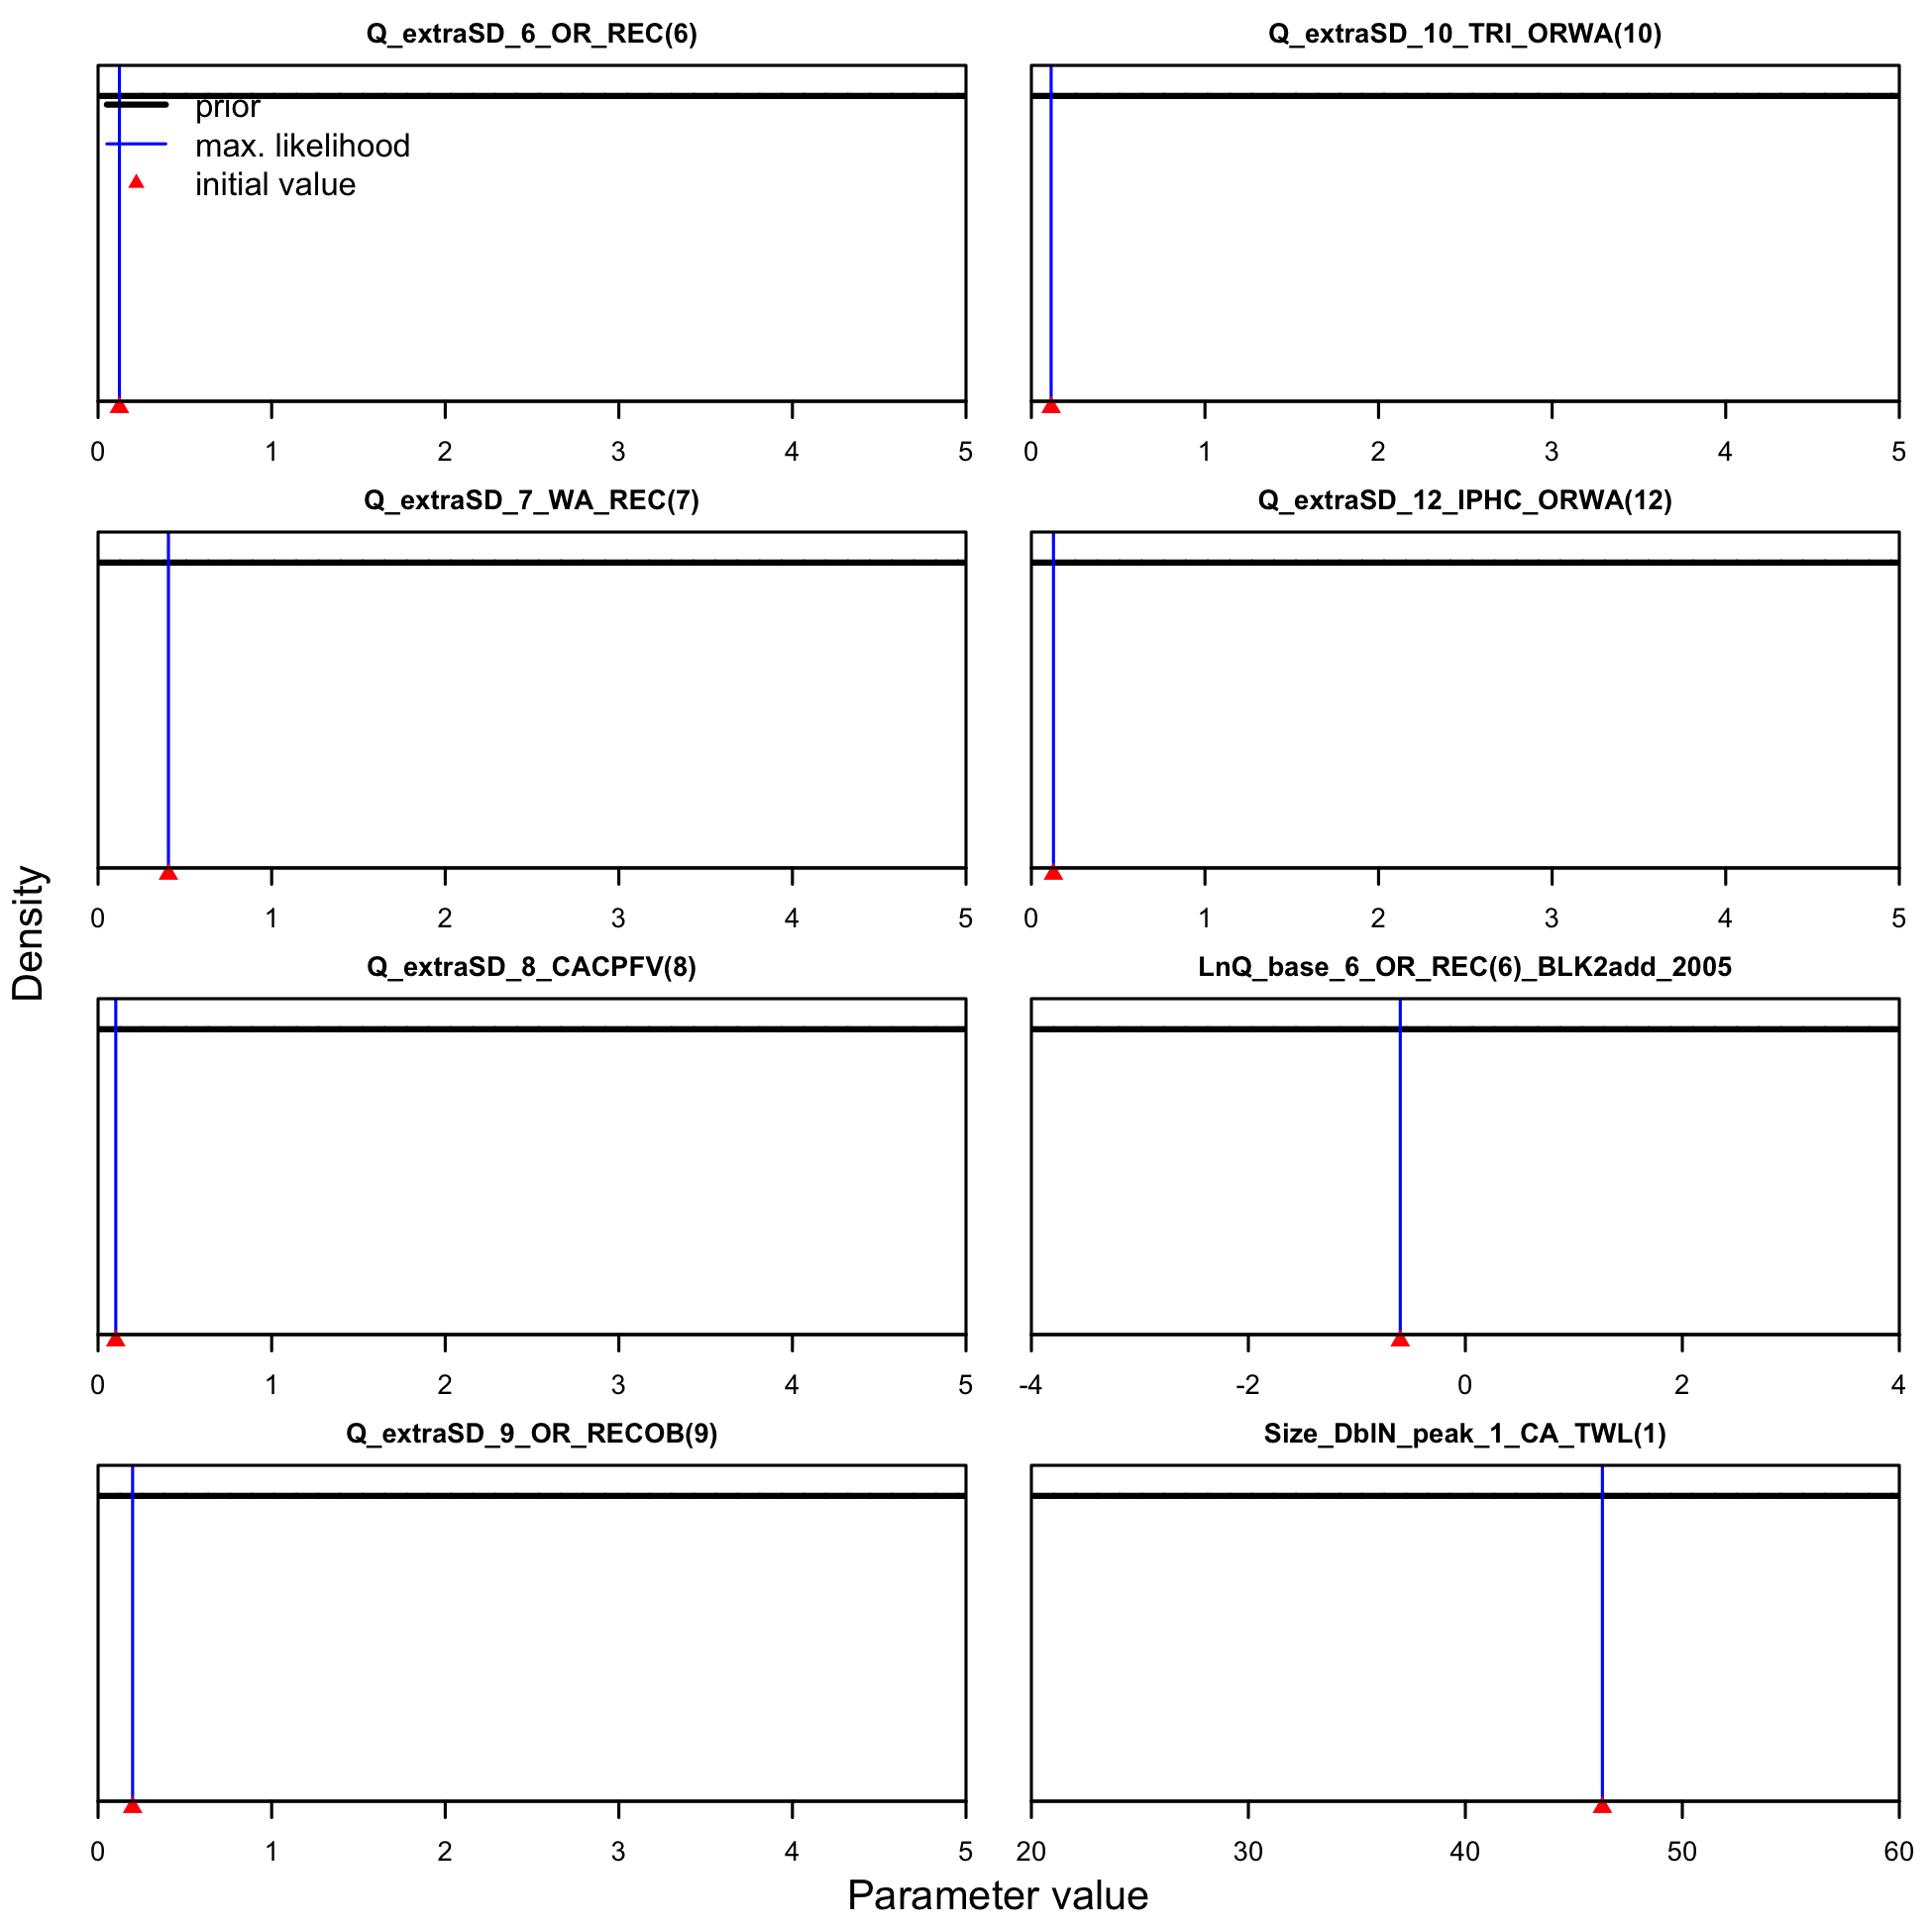 Q_extraSD_6_OR_REC(6)
prior
max. likelihood
initial value
0 1 2 3 4 5
Q_extraSD_10_TRI_ORWA(10)
0 1 2 3 4 5
Q_extraSD_7_WA_REC(7)
0 1 2 3 4 5
Q_extraSD_12_IPHC_ORWA(12)
0 1 2 3 4 5
Q_extraSD_8_CACPFV(8)
0 1 2 3 4 5
LnQ_base_6_OR_REC(6)_BLK2add_2005
-4 -2 0 2 4
Q_extraSD_9_OR_RECOB(9)
0 1 2 3 4 5
Size_DblN_peak_1_CA_TWL(1)
20 30 40 50 60
Density
Parameter value